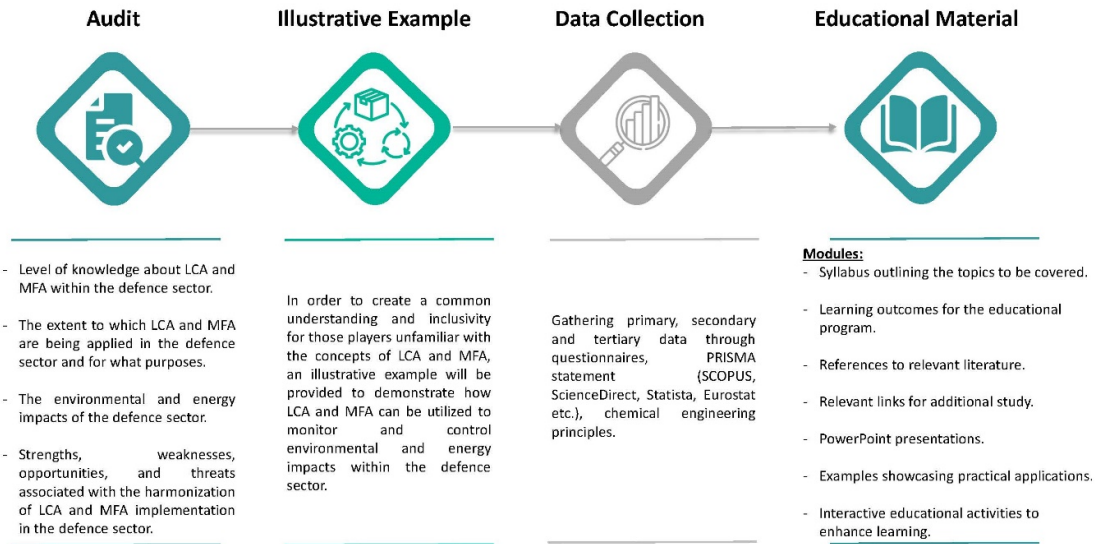 Audit
Illustrative Example
Data Collection
Educational Material
- Level of knowledge about LCA and
MFA within the defence sector.
- The extent to which LCA and MFA
are being applied in the defence
sector and for what purposes.
- The environmental and energy
impacts of the defence sector.
- Strengths, weaknesses,
opportunities, and threats
associated with the harmonization
of LCA and MFA implementation
in the defence sector.
In order to create a common
understanding and inclusivity
for those players unfamiliar with
the concepts of LCA and MFA,
an illustrative example will be
provided to demonstrate how
LCA and MFA can be utilized to
monitor and control
environmental and energy
impacts within the defence
sector.
Gathering primary, secondary
and tertiary data through
questionnaires, PRISMA
statement (SCOPUS,
ScienceDirect, Statista, Eurostat
etc.), chemical engineering
principles.
Modules:
- Syllabus outlining the topics to be covered.
- Learning outcomes for the educational
program.
- References to relevant literature.
- Relevant links for additional study.
- PowerPoint presentations.
- Examples showcasing practical applications.
- Interactive educational activities to
enhance learning.